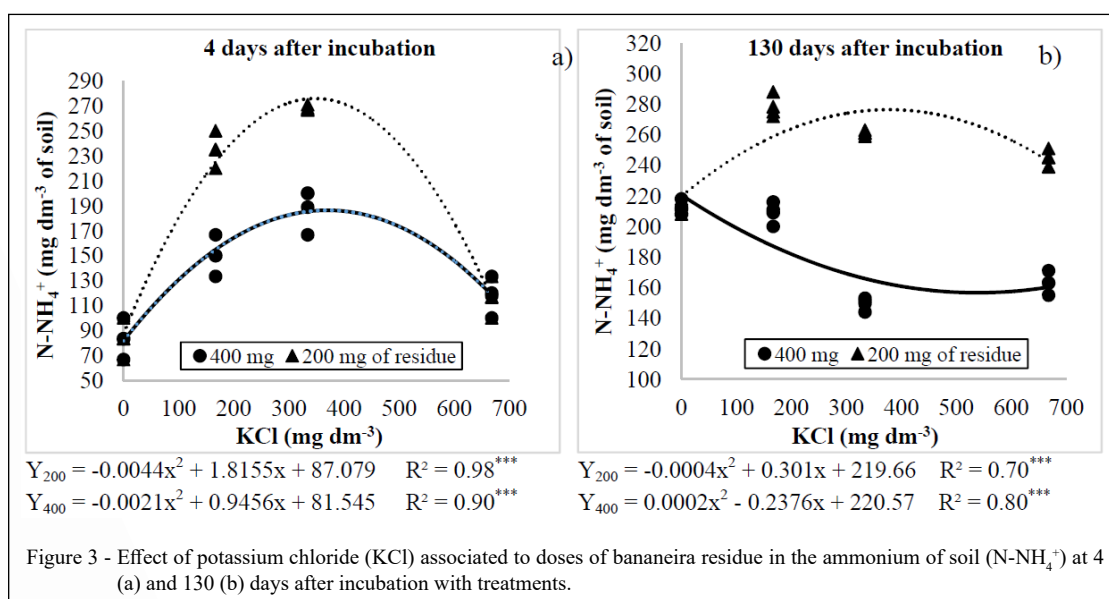 4 days after incubation
a)
N-NH₄⁺ (mg dm⁻³ of soil)
290
270
250
230
210
190
170
150
130
110
90
70
50
● 400 mg ▲ 200 mg of residue
0 100 200 300 400 500 600 700
KCl (mg dm⁻³)
130 days after incubation
b)
N-NH₄⁺ (mg dm⁻³ of soil)
320
300
280
260
240
220
200
180
160
140
120
100
● 400 mg ▲ 200 mg of residue
0 100 200 300 400 500 600 700
KCl (mg dm⁻³)
Y₂₀₀ = -0.0044x² + 1.8155x + 87.079 R² = 0.98***
Y₄₀₀ = -0.0021x² + 0.9456x + 81.545 R² = 0.90***
Y₂₀₀ = -0.0004x² + 0.301x + 219.66 R² = 0.70***
Y₄₀₀ = 0.0002x² - 0.2376x + 220.57 R² = 0.80***
Figure 3 - Effect of potassium chloride (KCl) associated to doses of bananeira residue in the ammonium of soil (N-NH₄⁺) at 4
(a) and 130 (b) days after incubation with treatments.